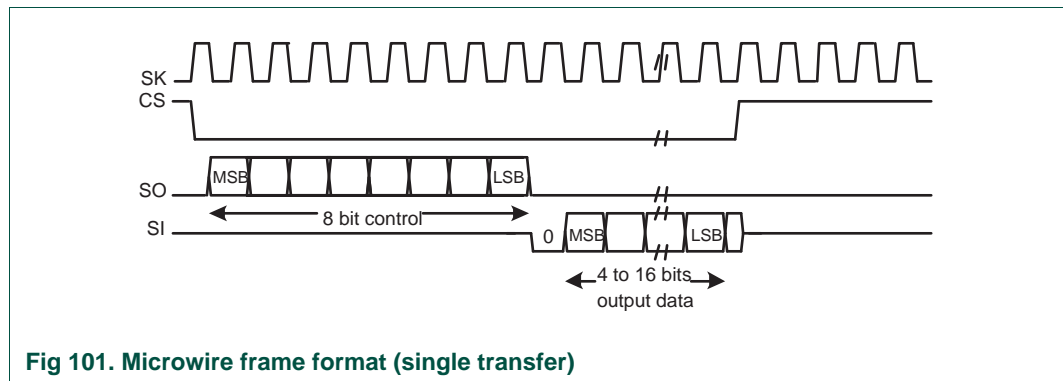 SK
CS
SO
MSB
LSB
8 bit control
SI
0
MSB
LSB
4 to 16 bits
output data
Fig 101. Microwire frame format (single transfer)